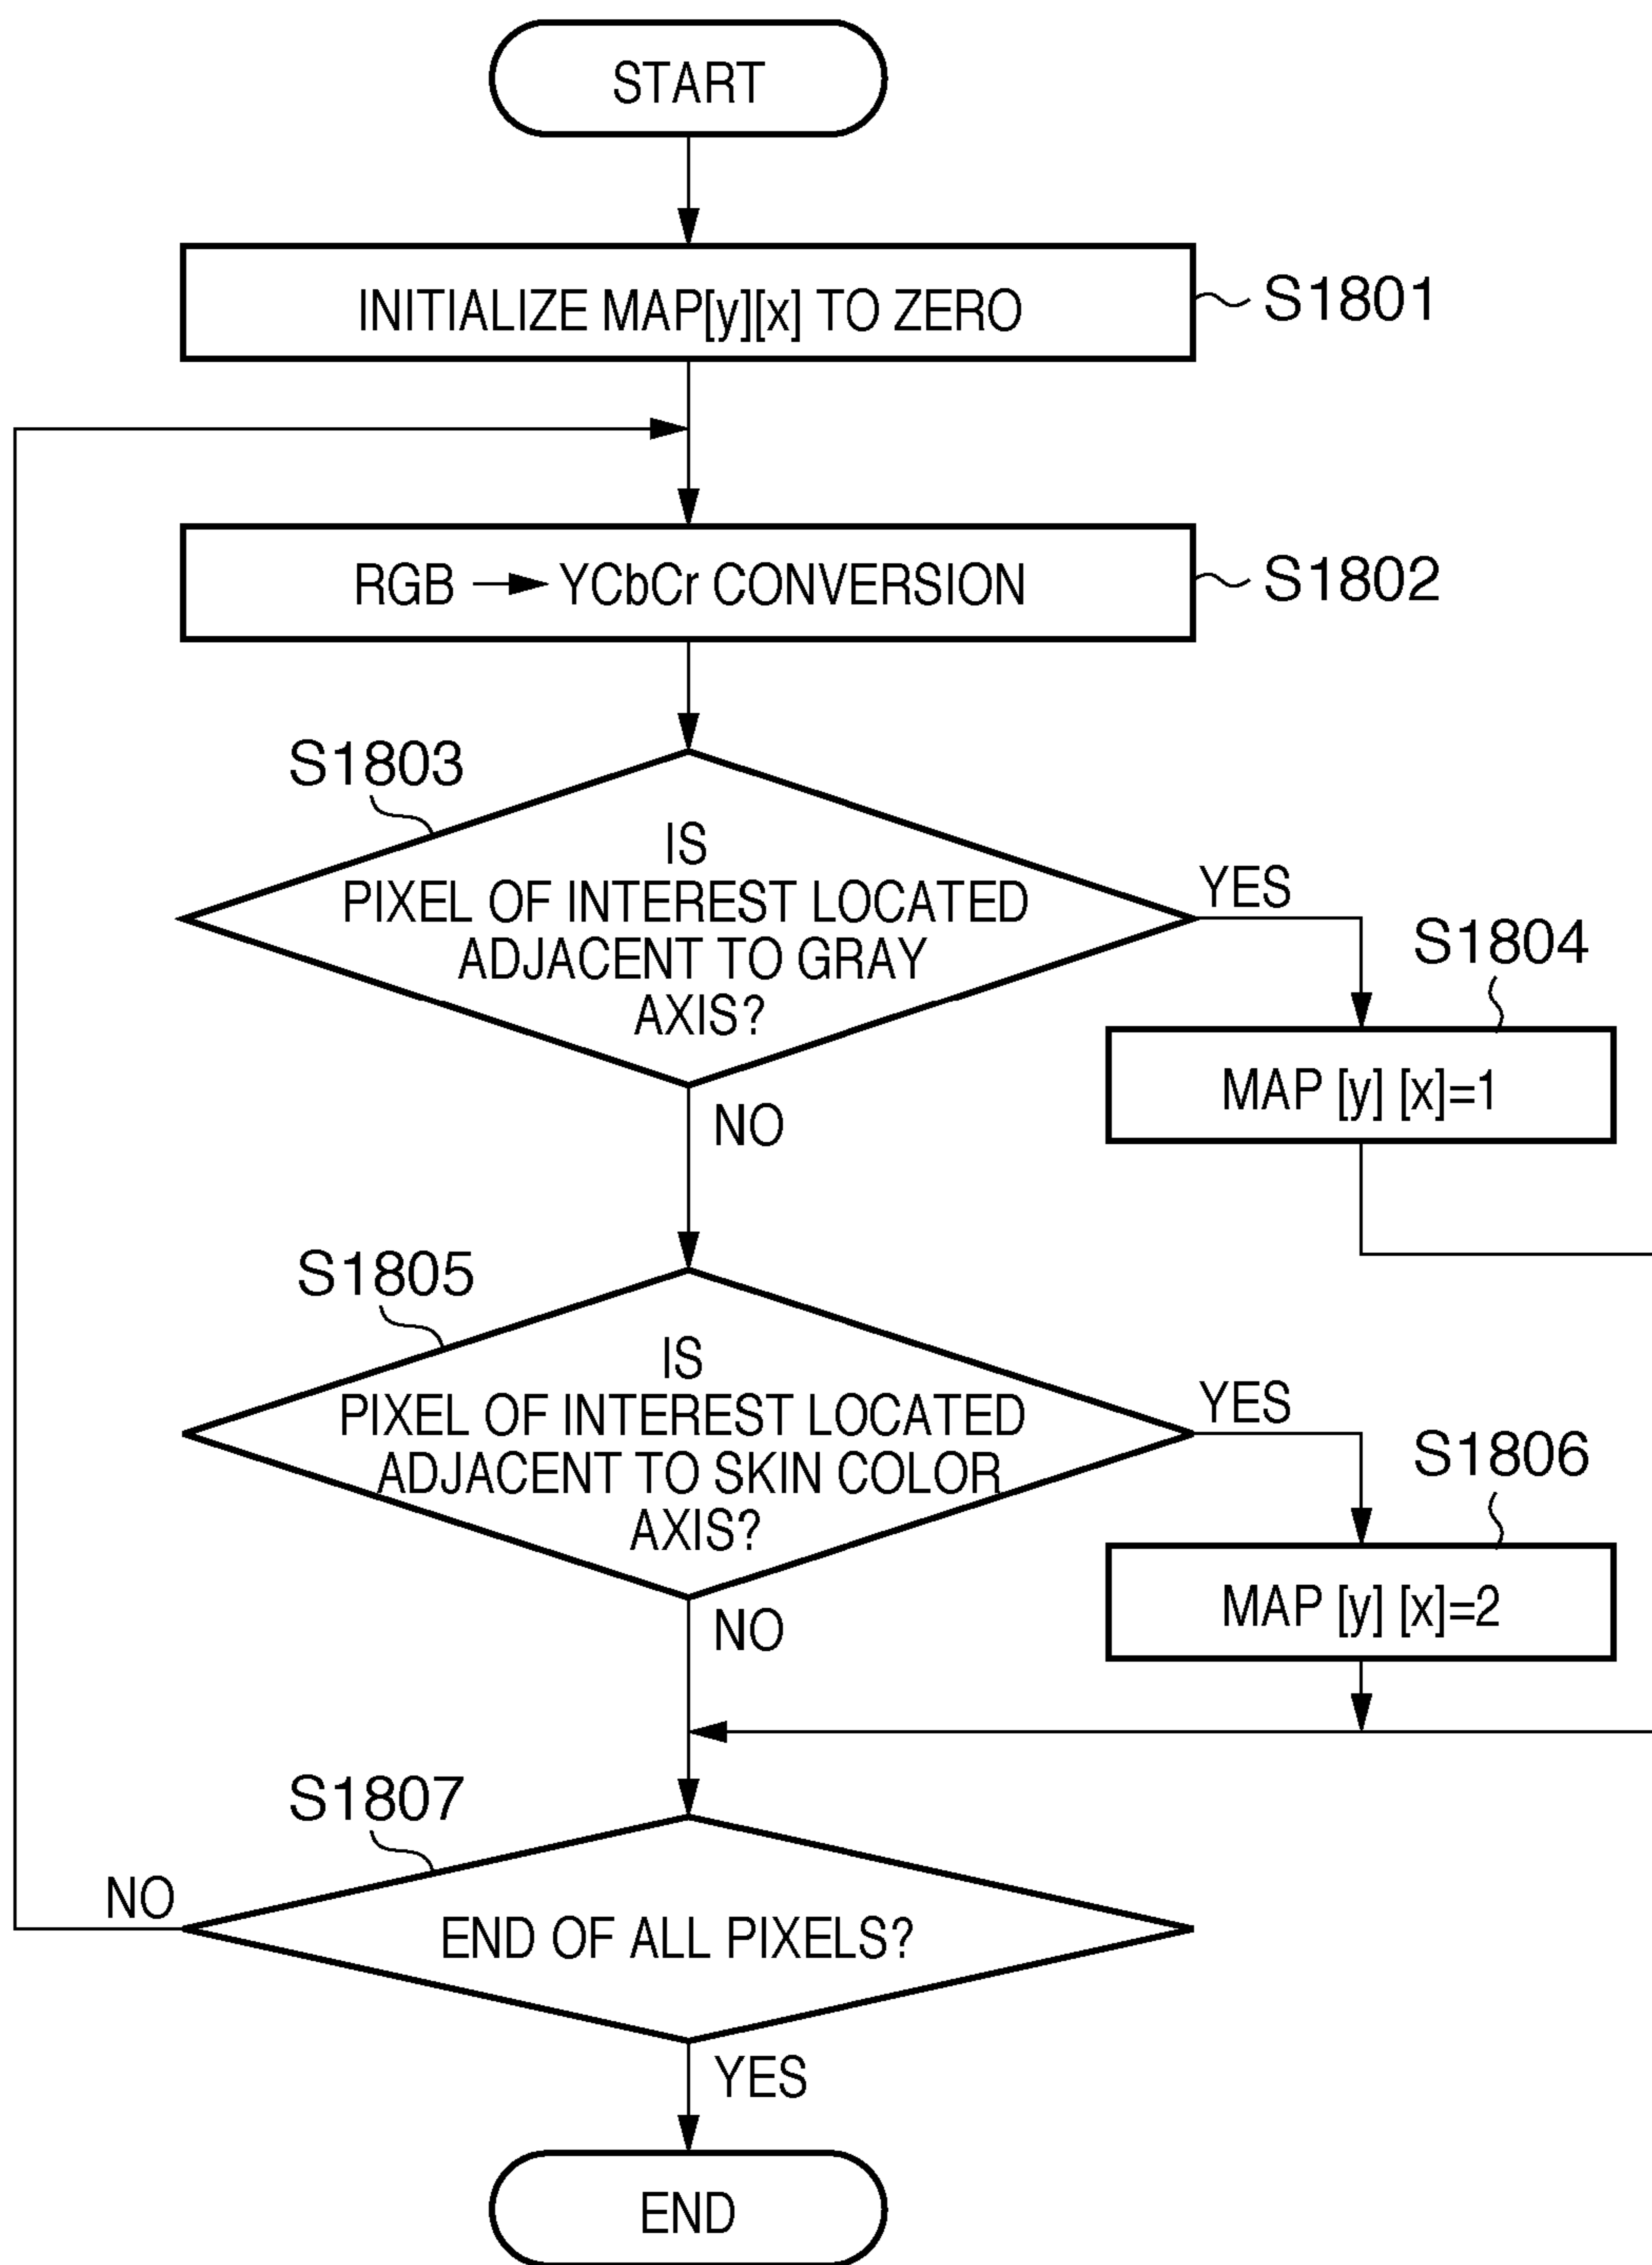 START
INITIALIZE MAP[y][x] TO ZERO
S1801
RGB → YCbCr CONVERSION
S1802
S1803
IS
PIXEL OF INTEREST LOCATED
ADJACENT TO GRAY
AXIS?
YES
S1804
MAP [y] [x]=1
NO
S1805
IS
PIXEL OF INTEREST LOCATED
ADJACENT TO SKIN COLOR
AXIS?
YES
S1806
MAP [y] [x]=2
NO
S1807
NO
END OF ALL PIXELS?
YES
END